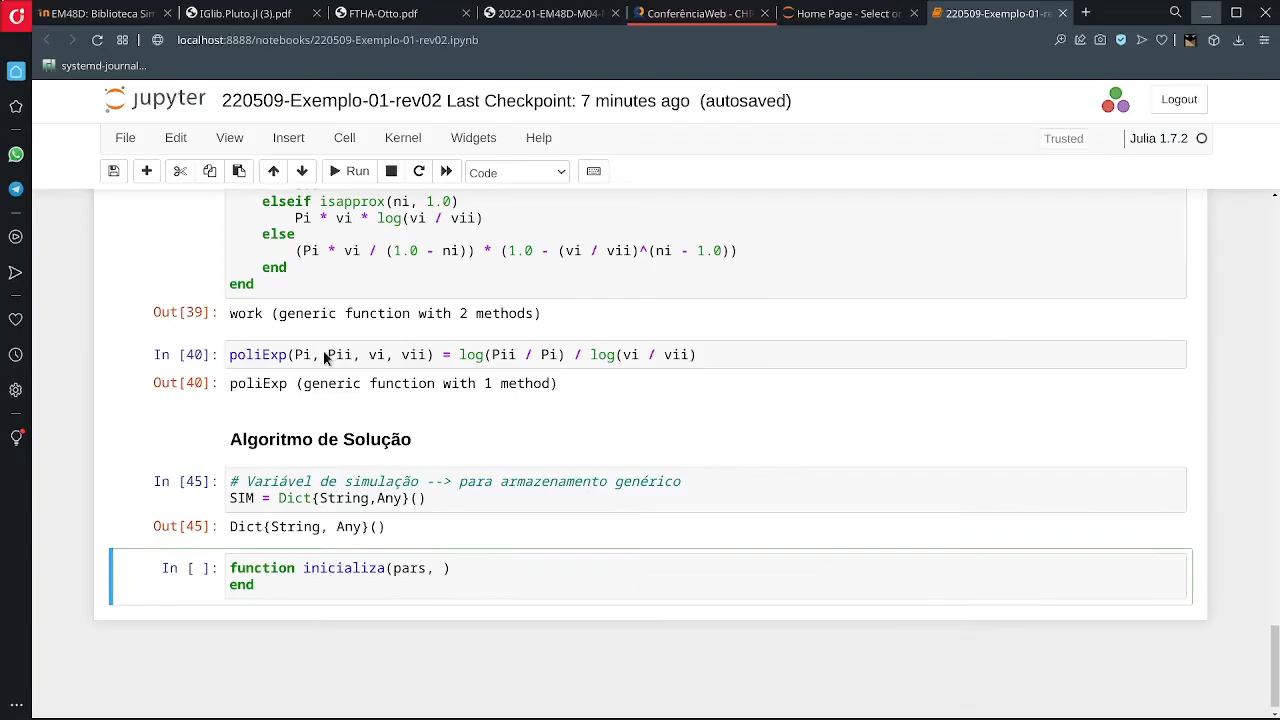 EM48D: Biblioteca Sim
IGlib.Pluto.jl (3).pdf
FTHA-Otto.pdf
2022-01-EM48D-M04-
ConferênciaWeb - CHI
Home Page - Select or
220509-Exemplo-01-re
localhost:8888/notebooks/220509-Exemplo-01-rev02.ipynb
systemd-journal...
jupyter 220509-Exemplo-01-rev02 Last Checkpoint: 7 minutes ago (autosaved)
Logout
File Edit View Insert Cell Kernel Widgets Help
Trusted Julia 1.7.2
Run Code
elseif isapprox(ni, 1.0)
Pi * vi * log(vi / vii)
else
(Pi * vi / (1.0 - ni)) * (1.0 - (vi / vii)^(ni - 1.0))
end
end
Out[39]: work (generic function with 2 methods)
In [40]: poliExp(Pi, Pii, vi, vii) = log(Pii / Pi) / log(vi / vii)
Out[40]: poliExp (generic function with 1 method)
Algoritmo de Solução
In [45]: # Variável de simulação --> para armazenamento genérico
SIM = Dict{String,Any}()
Out[45]: Dict{String, Any}()
In [ ]: function inicializa(pars, )
end